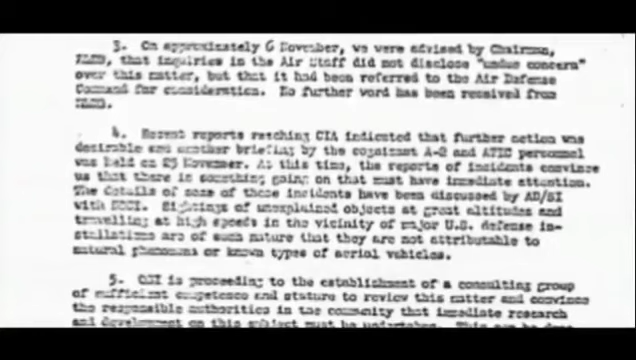 3. On approximately 6 November, we were advised by Chairman,
that inquiries in the Air Staff did not disclose "undue concern"
over this matter, but that it had been referred to the Air Defense
Command for consideration. No further word has been received from
4. Recent reports reaching CIA indicated that further action was
desirable and another briefing by the cognizant A-2 and ATIC personnel
was held on 25 November. At this time, the reports of incidents convince
us that there is something going on that must have immediate attention.
The details of some of these incidents have been discussed by AD/SI
with DDCI. Sightings of unexplained objects at great altitudes and
travelling at high speeds in the vicinity of major U.S. defense in-
stallations are of such nature that they are not attributable to
natural phenomena or known types of aerial vehicles.
5. OSI is proceeding to the establishment of a consulting group
of sufficient competence and stature to review this matter and convince
the responsible authorities in the community that immediate research
and development on this subject must be undertaken. This can be done